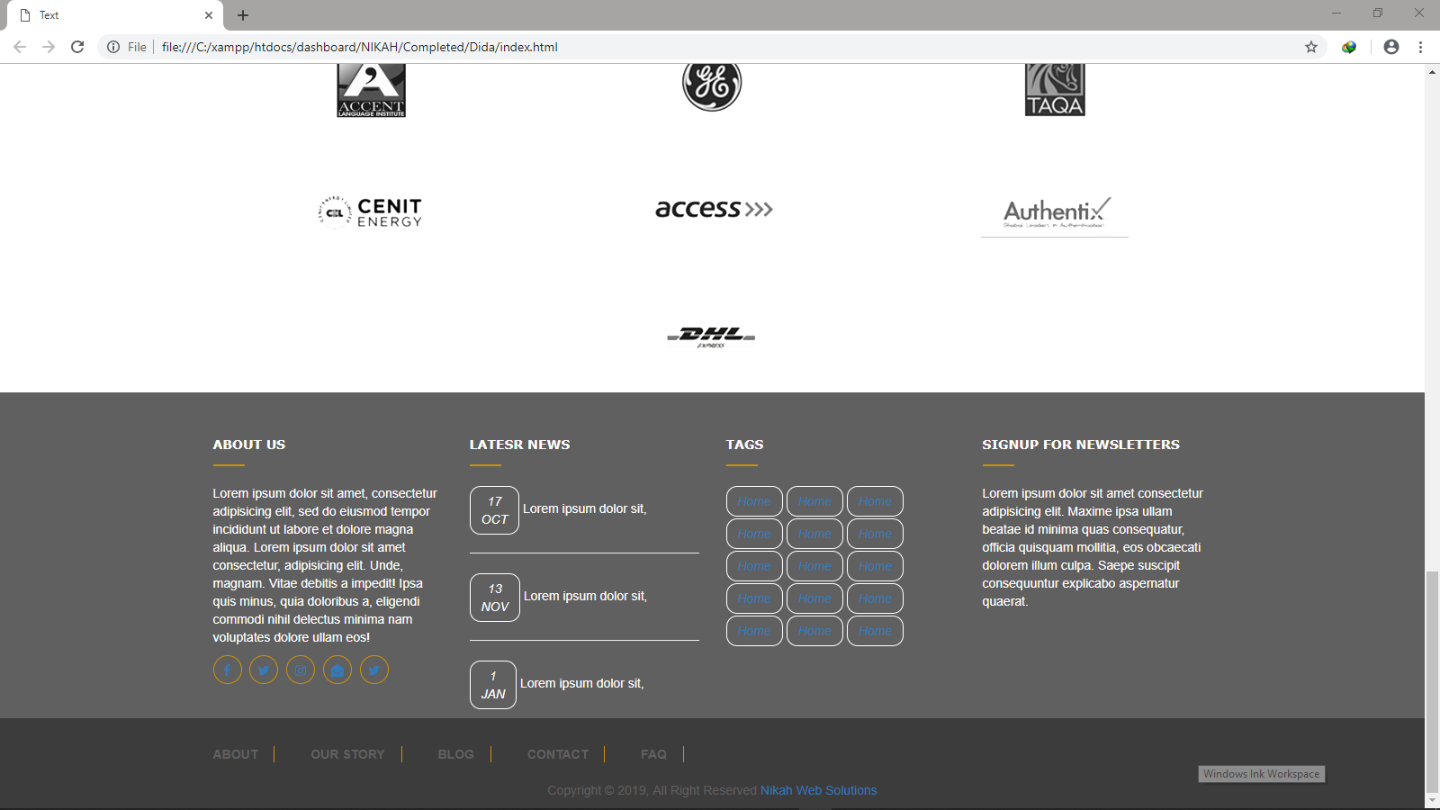 Text
File
file:///C:/xampp/htdocs/dashboard/NIKAH/Completed/Dida/index.html
A
ACCENT
LANGUAGE INSTITUTE
GE
TAQA
CEL
CENIT
ENERGY
access
Authentix
Global Leaders in Authentication
DHL
EXPRESS
ABOUT US
Lorem ipsum dolor sit amet, consectetur
adipisicing elit, sed do eiusmod tempor
incididunt ut labore et dolore magna
aliqua. Lorem ipsum dolor sit amet
consectetur, adipisicing elit. Unde,
magnam. Vitae debitis a impedit! Ipsa
quis minus, quia doloribus a, eligendi
commodi nihil delectus minima nam
voluptates dolore ullam eos!
LATESR NEWS
17
OCT
Lorem ipsum dolor sit,
13
NOV
Lorem ipsum dolor sit,
1
JAN
Lorem ipsum dolor sit,
TAGS
Home Home Home
Home Home Home
Home Home Home
Home Home Home
Home Home Home
SIGNUP FOR NEWSLETTERS
Lorem ipsum dolor sit amet consectetur
adipisicing elit. Maxime ipsa ullam
beatae id minima quas consequatur,
officia quisquam mollitia, eos obcaecati
dolorem illum culpa. Saepe suscipit
consequuntur explicabo aspernatur
quaerat.
ABOUT OUR STORY BLOG CONTACT FAQ
Windows Ink Workspace
Copyright © 2019, All Right Reserved Nikah Web Solutions